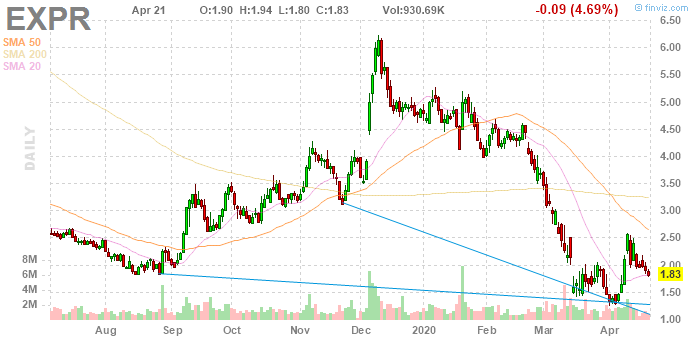 EXPR Apr 21 O:1.90 H:1.94 L:1.80 C:1.83 Vol:930.69K -0.09 (4.69%) © finviz.com
SMA 50
SMA 200
SMA 20
DAILY
6.50
6.00
5.50
5.00
4.50
4.00
3.50
3.00
2.50
2.00
1.83
1.50
1.00
8M
6M
4M
2M
Aug Sep Oct Nov Dec 2020 Feb Mar Apr